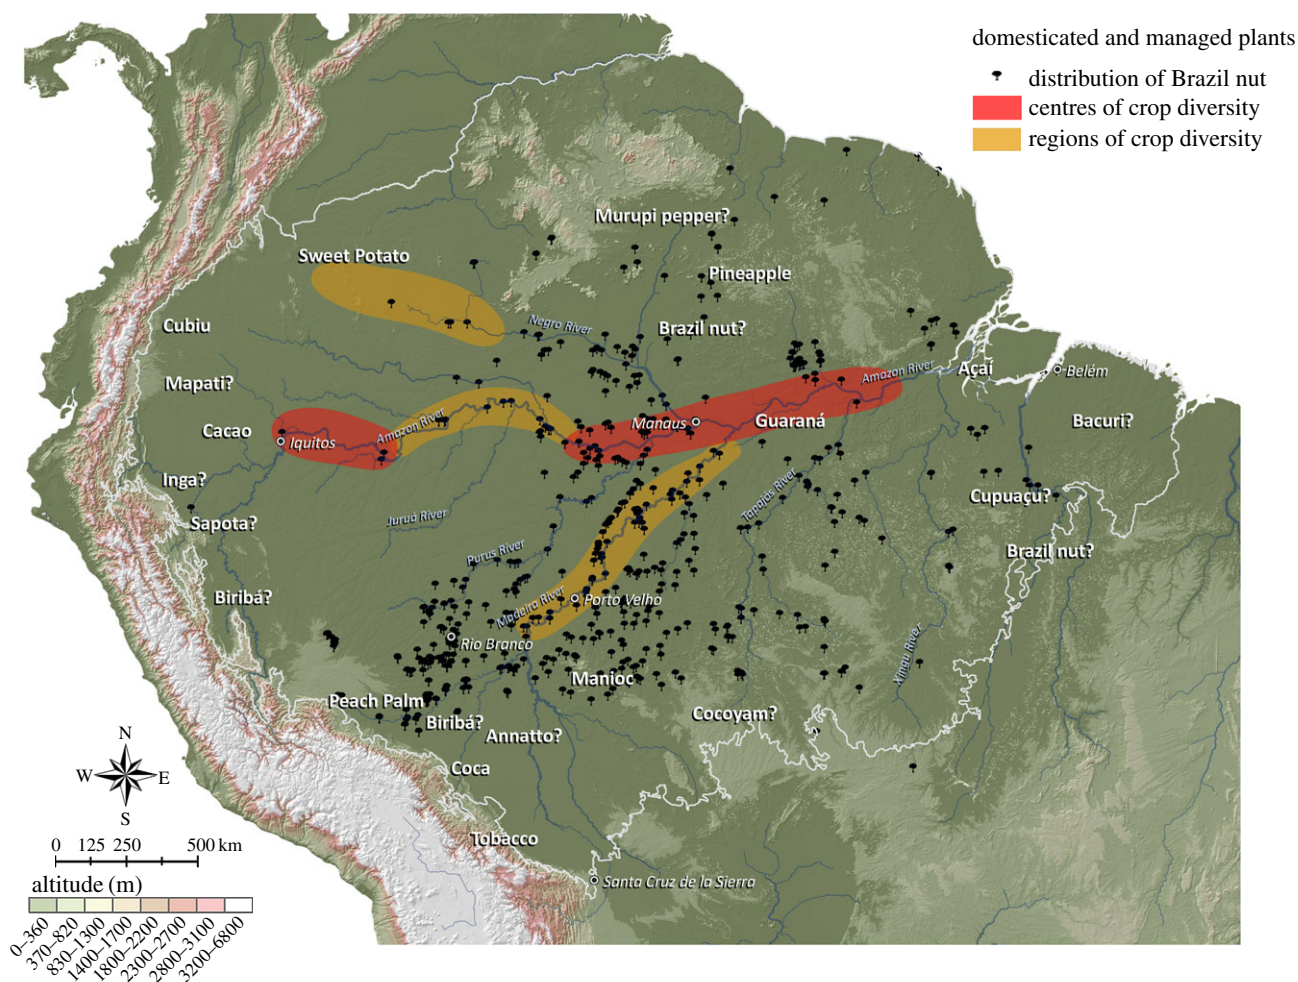 domesticated and managed plants
distribution of Brazil nut
centres of crop diversity
regions of crop diversity
Murupi pepper?
Sweet Potato
Pineapple
Cubiu
Negro River
Brazil nut?
Mapati?
Amazon River
Açaí
Belém
Cacao
Iquitos
Amazon River
Manaus
Guaraná
Bacuri?
Inga?
Sapota?
Juruá River
Tapajós River
Cupuaçu?
Purus River
Brazil nut?
Biribá?
Madeira River
Porto Velho
Rio Branco
Xingu River
Manioc
Peach Palm
Biribá?
Cocoyam?
Annatto?
Coca
Tobacco
Santa Cruz de la Sierra
N
W E
S
0 125 250 500 km
altitude (m)
0–360
370–820
830–1300
1400–1700
1800–2200
2300–2700
2800–3100
3200–6800